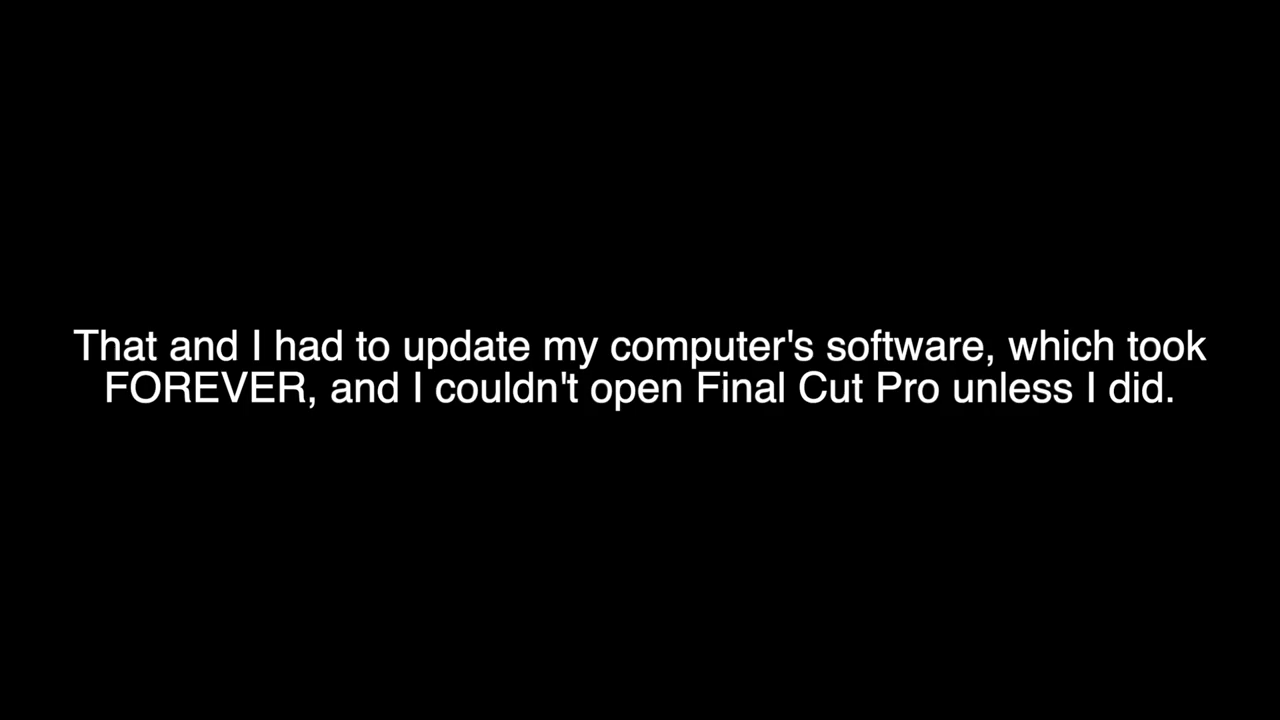 That and I had to update my computer's software, which took
FOREVER, and I couldn't open Final Cut Pro unless I did.